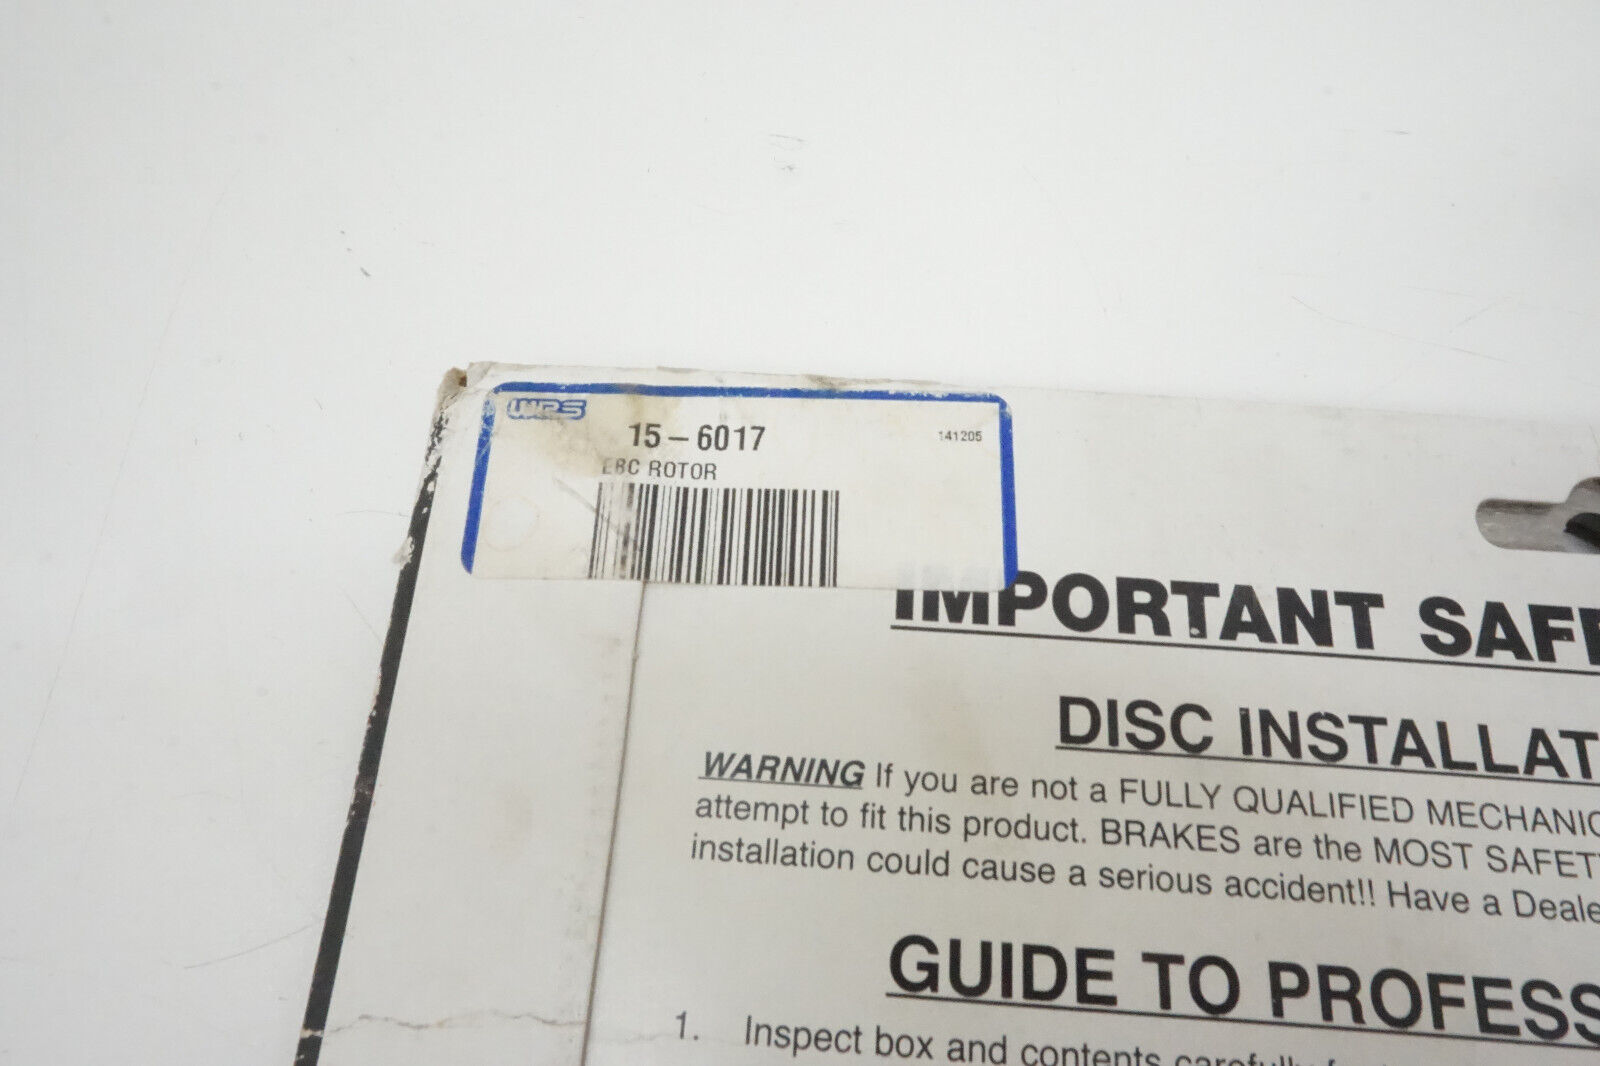 WPS
15-6017
141205
EBC ROTOR
IMPORTANT SAFE
DISC INSTALLAT
WARNING If you are not a FULLY QUALIFIED MECHANIC
attempt to fit this product. BRAKES are the MOST SAFET
installation could cause a serious accident!! Have a Deale
GUIDE TO PROFESS
1. Inspect box and contents carefully